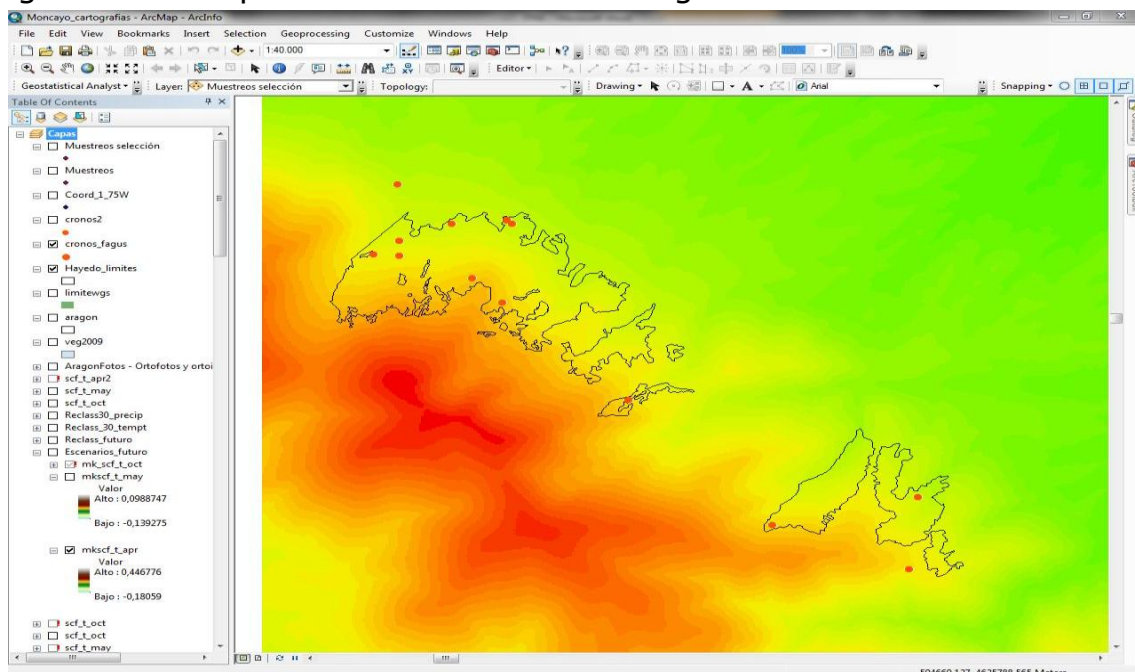 Moncayo_cartografias - ArcMap - ArcInfo
File Edit View Bookmarks Insert Selection Geoprocessing Customize Windows Help
1:40.000
Editor
Geostatistical Analyst Layer: Muestreos selección Topology: Drawing A Arial Snapping
Table Of Contents
Capas
Muestreos selección
Muestreos
Coord_1_75W
cronos2
cronos_fagus
Hayedo_limites
limitewgs
aragon
veg2009
AragonFotos - Ortofotos y ortoi
scf_t_apr2
scf_t_may
scf_t_oct
Reclass30_precip
Reclass_30_tempt
Reclass_futuro
Escenarios_futuro
mk_scf_t_oct
mkscf_t_may
Valor
Alto : 0,0988747
Bajo : -0,139275
mkscf_t_apr
Valor
Alto : 0,446776
Bajo : -0,18059
scf_t_oct
scf_t_oct
scf_t_may